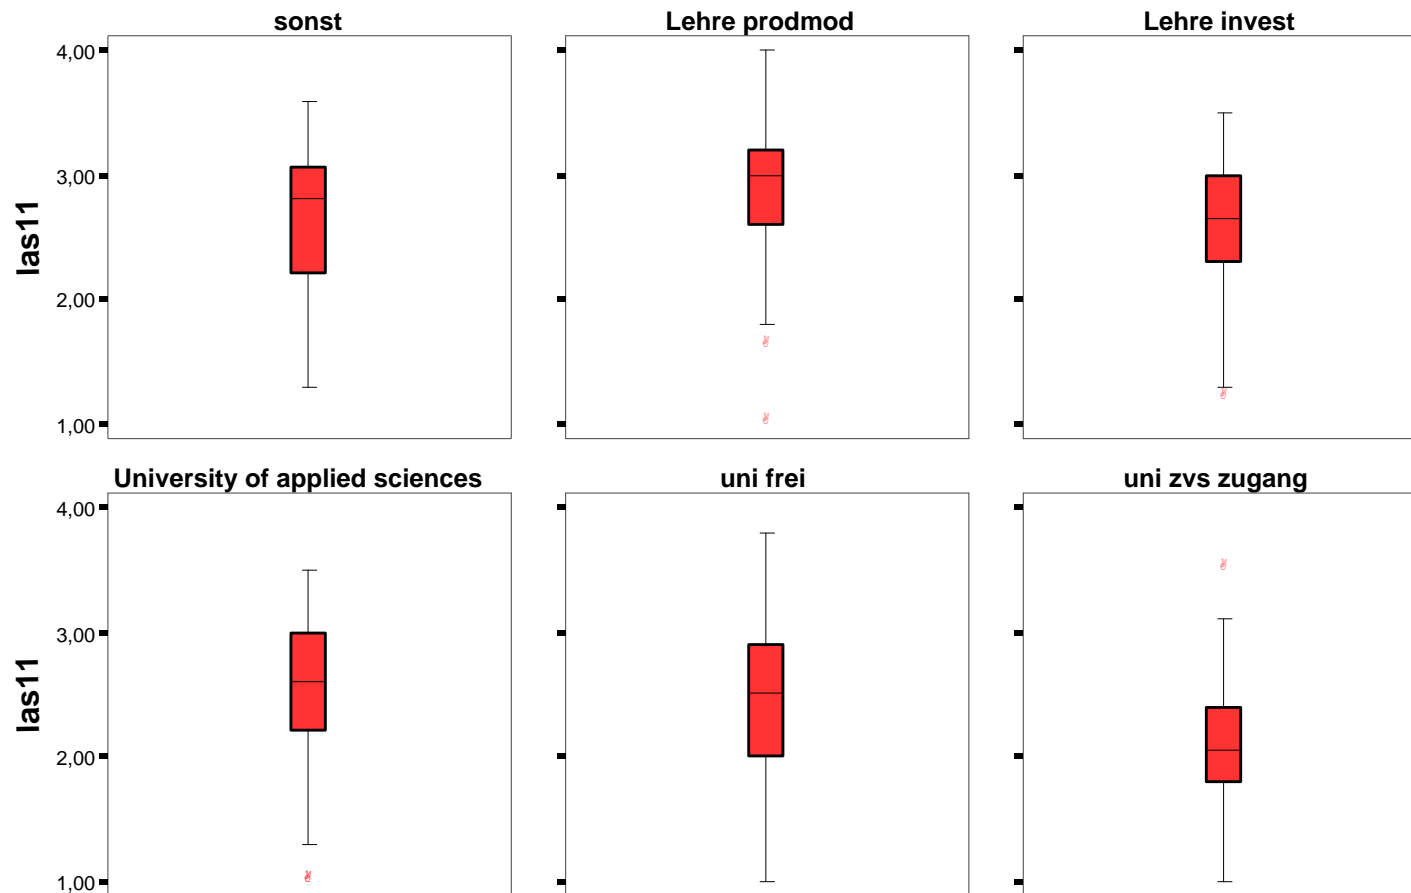 sonst
Lehre prodmod
Lehre invest
4,00
3,00
2,00
1,00
las11
University of applied sciences
uni frei
uni zvs zugang
4,00
3,00
2,00
1,00
las11